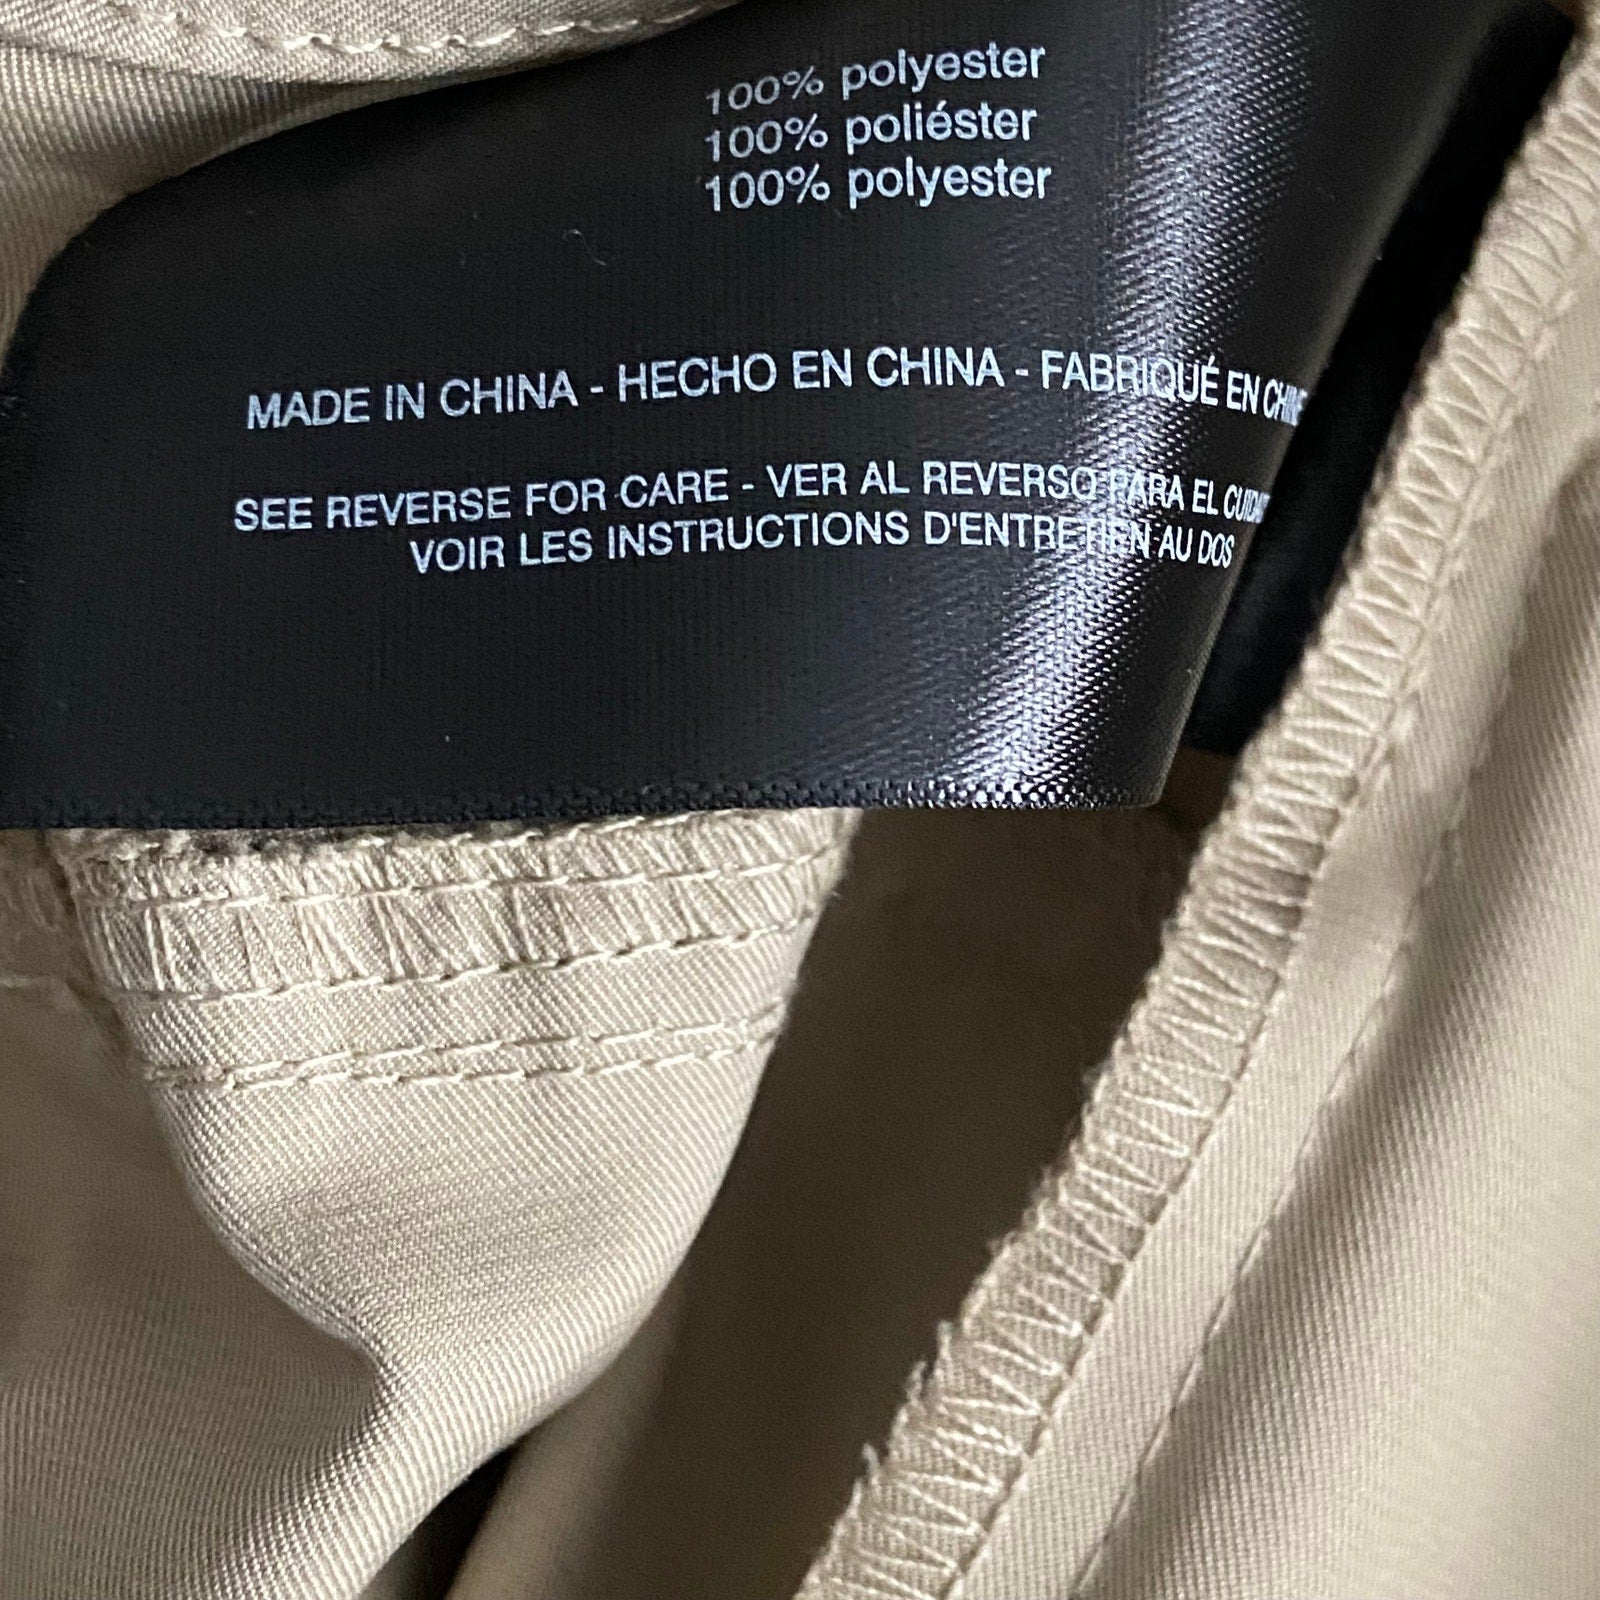 100% polyester
100% poliéster
100% polyester
MADE IN CHINA - HECHO EN CHINA - FABRIQUÉ EN CHINE
SEE REVERSE FOR CARE - VER AL REVERSO PARA EL
VOIR LES INSTRUCTIONS D'ENTRETIEN AU DOS